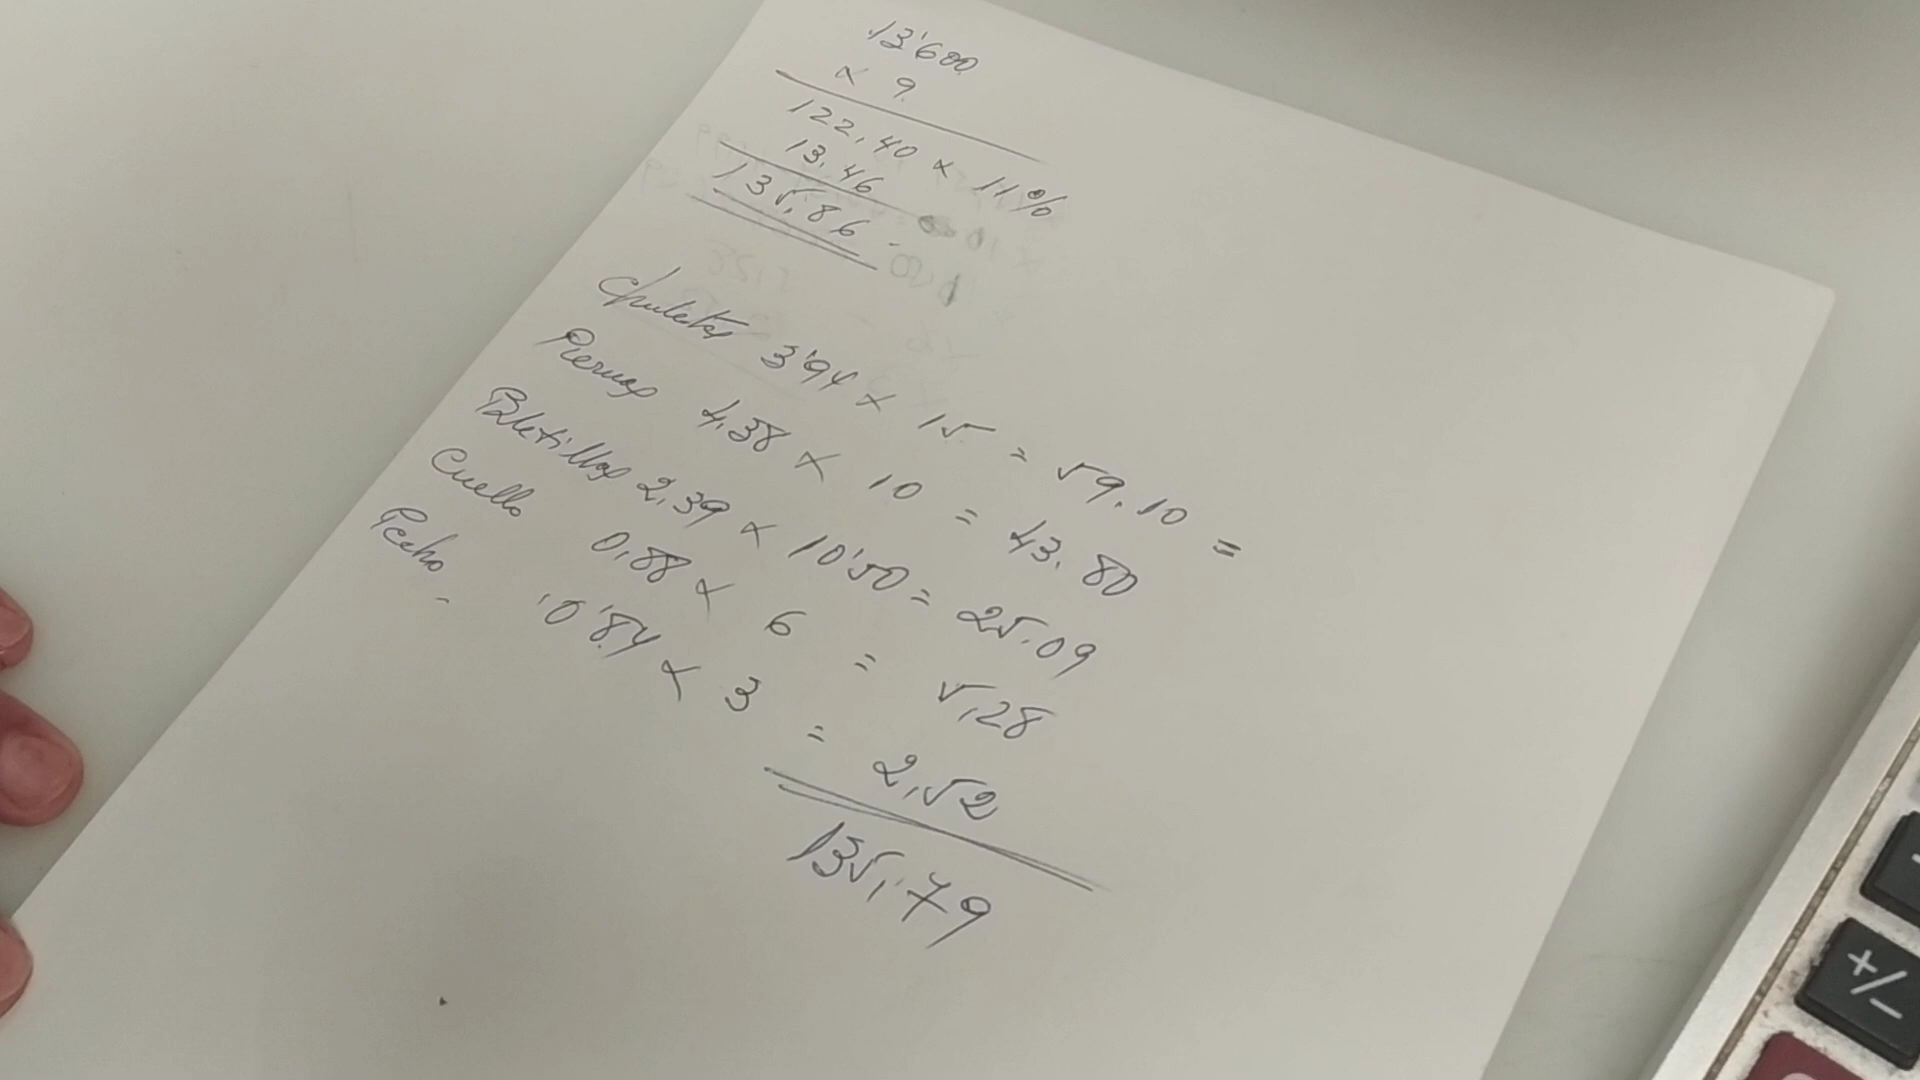 13'600
x 9
122,40 x 11%
13,46
135,86
Chuletas 3'94 x 15 = 59,10 =
Piernas 4,38 x 10 = 43,80
Paletillas 2,39 x 10'50 = 25,09
Cuello 0,88 x 6 = 5,28
Pecho 0'84 x 3 = 2,52
135,79
+/-